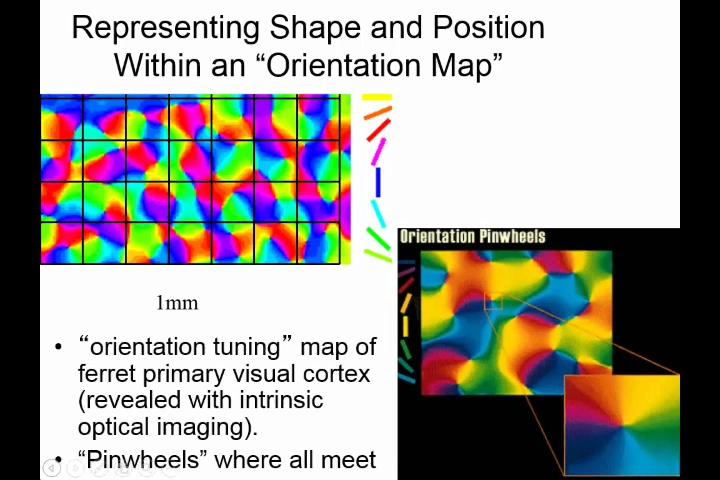 Representing Shape and Position
Within an “Orientation Map”
Orientation Pinwheels
1mm
• “orientation tuning” map of
ferret primary visual cortex
(revealed with intrinsic
optical imaging).
• “Pinwheels” where all meet